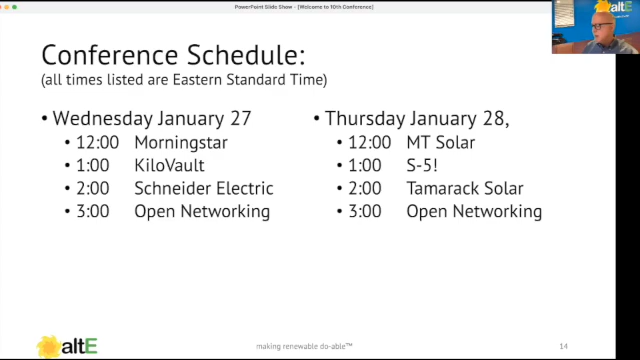 PowerPoint Slide Show - [Welcome to 10th Conference]
altE
Conference Schedule:
(all times listed are Eastern Standard Time)
• Wednesday January 27
• 12:00 Morningstar
• 1:00 KiloVault
• 2:00 Schneider Electric
• 3:00 Open Networking
• Thursday January 28,
• 12:00 MT Solar
• 1:00 S-5!
• 2:00 Tamarack Solar
• 3:00 Open Networking
altE
making renewable do-able™
14